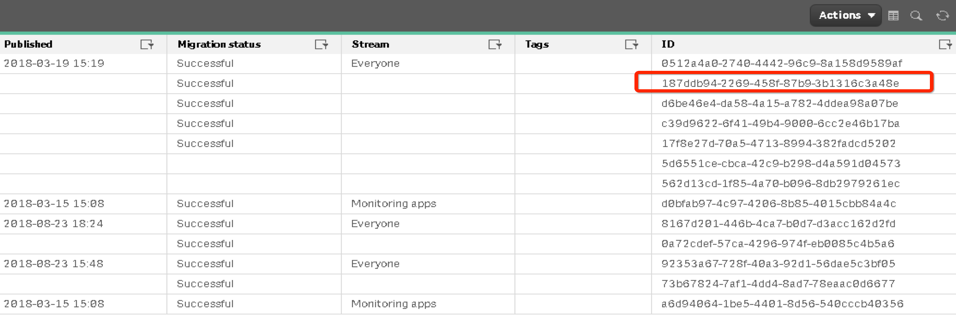 Actions
Published Migration status Stream Tags ID
2018-03-19 15:19 Successful Everyone 0512a4a0-2740-4442-96c9-8a158d9589af
Successful 187ddb94-2269-458f-87b9-3b1316c3a48e
Successful d6be46e4-da58-4a15-a782-4ddea98a07be
Successful c39d9622-6f41-49b4-9000-6cc2e46b17ba
Successful 17f8e27d-70a5-4713-8994-382fadcd5202
5d6551ce-cbca-42c9-b298-d4a591d04573
562d13cd-1f85-4a70-b096-8db2979261ec
2018-03-15 15:08 Successful Monitoring apps d0bfab97-4c97-4206-8b85-4015cbb84a4c
2018-08-23 18:24 Successful Everyone 8167d201-446b-4ca7-b0d7-d3acc162d2fd
Successful 0a72cdef-57ca-4296-974f-eb0085c4b5a6
2018-08-23 15:48 Successful Everyone 92353a67-728f-40a3-92d1-56dae5c3bf05
Successful 73b67824-7af1-4dd4-8ad7-78eaac0d6677
2018-03-15 15:08 Successful Monitoring apps a6d94064-1be5-4401-8d56-540cccb40356